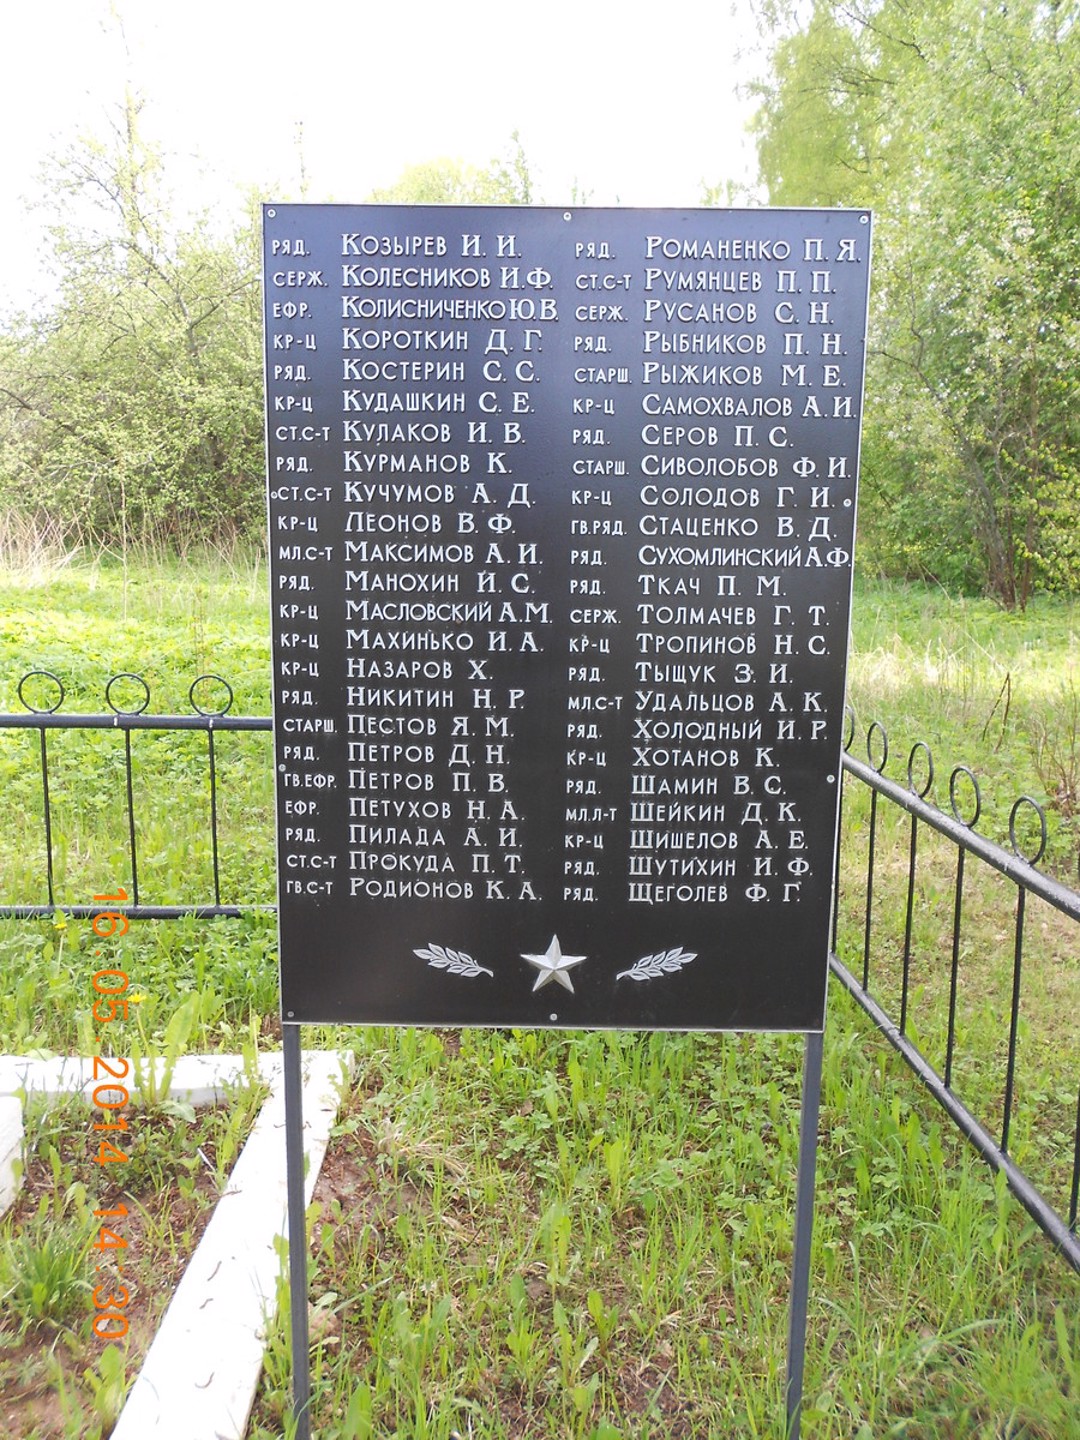 РЯД. КОЗЫРЕВ И. И.
СЕРЖ. КОЛЕСНИКОВ И.Ф.
ЕФР. КОЛИСНИЧЕНКО Ю.В.
КР-Ц КОРОТКИН Д. Г.
РЯД. КОСТЕРИН С. С.
КР-Ц КУДАШКИН С. Е.
СТ.С-Т КУЛАКОВ И. В.
РЯД. КУРМАНОВ К.
СТ.С-Т КУЧУМОВ А. Д.
КР-Ц ЛЕОНОВ В. Ф.
МЛ.С-Т МАКСИМОВ А. И.
РЯД. МАНОХИН И. С.
КР-Ц МАСЛОВСКИЙ А.М.
КР-Ц МАХИНЬКО И. А.
КР-Ц НАЗАРОВ Х.
РЯД. НИКИТИН Н. Р.
СТАРШ. ПЕСТОВ Я. М.
РЯД. ПЕТРОВ Д. Н.
ГВ.ЕФР. ПЕТРОВ П. В.
ЕФР. ПЕТУХОВ Н. А.
РЯД. ПИЛАДА А. И.
СТ.С-Т ПРОКУДА П. Т.
ГВ.С-Т РОДИОНОВ К. А.
РЯД. РОМАНЕНКО П. Я.
СТ.С-Т РУМЯНЦЕВ П. П.
СЕРЖ. РУСАНОВ С. Н.
РЯД. РЫБНИКОВ П. Н.
СТАРШ. РЫЖИКОВ М. Е.
КР-Ц САМОХВАЛОВ А. И.
РЯД. СЕРОВ П. С.
СТАРШ. СИВОЛОБОВ Ф. И.
КР-Ц СОЛОДОВ Г. И.
ГВ.РЯД. СТАЦЕНКО В. Д.
РЯД. СУХОМЛИНСКИЙ А.Ф.
РЯД. ТКАЧ П. М.
СЕРЖ. ТОЛМАЧЕВ Г. Т.
КР-Ц ТРОПИНОВ Н. С.
РЯД. ТЫЩУК З. И.
МЛ.С-Т УДАЛЬЦОВ А. К.
РЯД. ХОЛОДНЫЙ И. Р.
КР-Ц ХОТАНОВ К.
РЯД. ШАМИН В. С.
МЛ.Л-Т ШЕЙКИН Д. К.
КР-Ц ШИШЕЛОВ А. Е.
РЯД. ШУТИХИН И. Ф.
РЯД. ЩЕГОЛЕВ Ф. Г.
16.05.2014 14:30